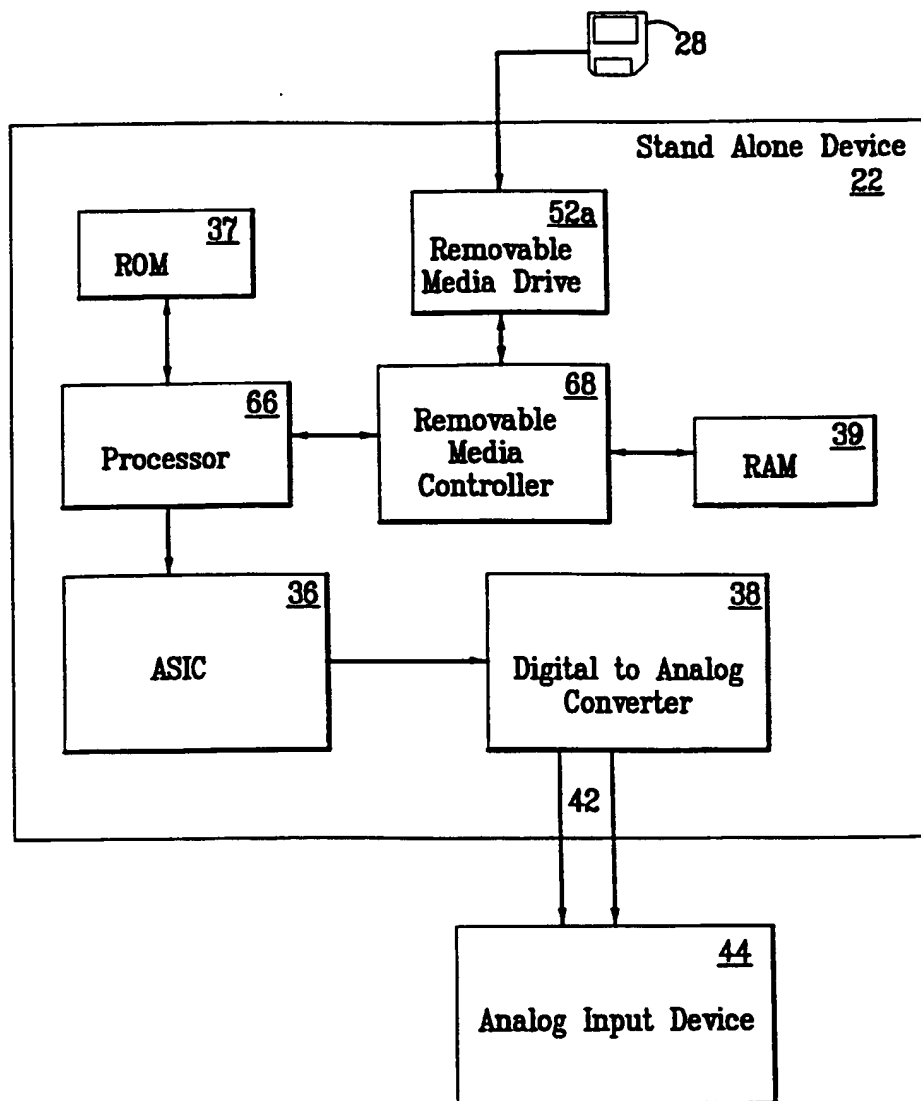 28
Stand Alone Device
22
37
ROM
52a
Removable
Media Drive
66
Processor
68
Removable
Media
Controller
39
RAM
36
ASIC
38
Digital to Analog
Converter
42
44
Analog Input Device